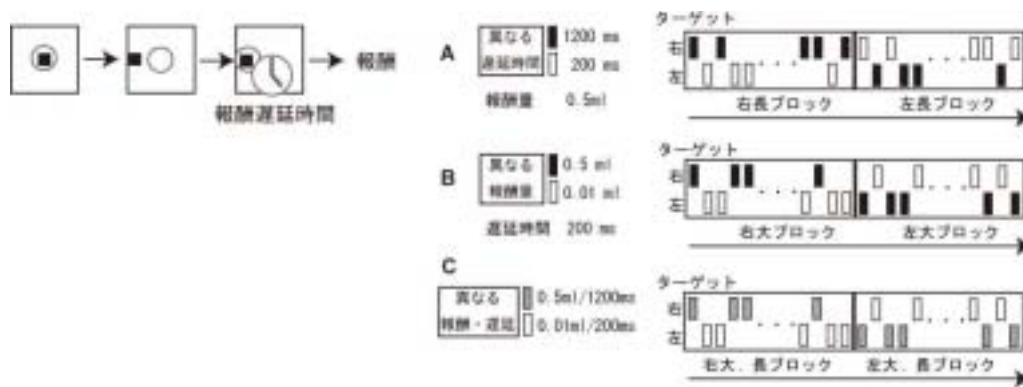 報酬
報酬遅延時間
A
異なる
遅延時間
1200 ms
200 ms
報酬量 0.5ml
ターゲット
右
左
右長ブロック 左長ブロック
B
異なる
報酬量
0.5 ml
0.01 ml
遅延時間 200 ms
ターゲット
右
左
右大ブロック 左大ブロック
C
異なる
報酬・遅延
0.5ml/1200ms
0.01ml/200ms
ターゲット
右
左
右大、長ブロック 左大、長ブロック